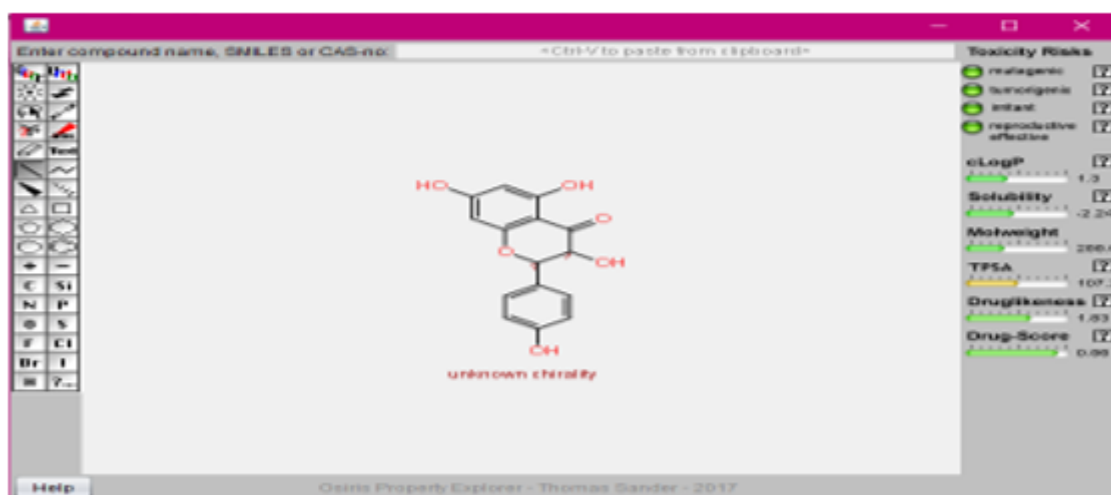 Enter compound name, SMILES or CAS-no:
<Ctrl-V to paste from clipboard>
Toxicity Risks
mutagenic
tumorigenic
irritant
reproductive
effective
cLogP
1.3
Solubility
-2.24
Molweight
TPSA
Druglikeness
1.83
Drug-Score
Text
+ −
C Si
N P
S
F Cl
Br I
?...
HO
OH
O
O
OH
OH
unknown chirality
Help
Osiris Property Explorer - Thomas Sander - 2017